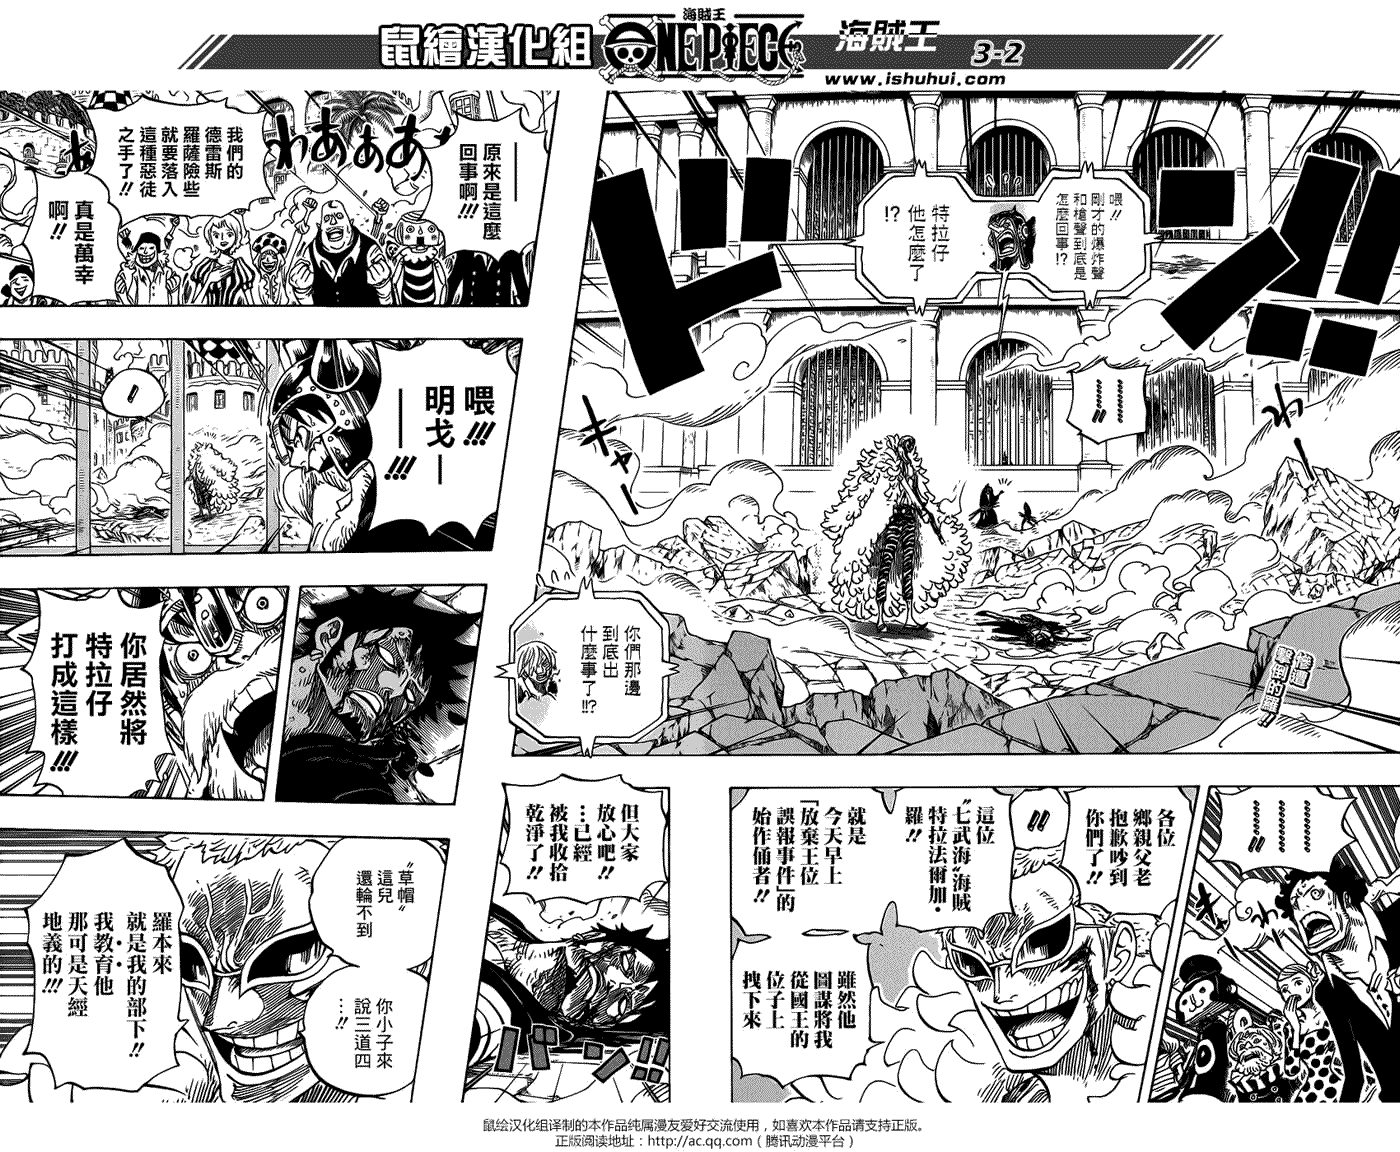 鼠繪漢化組
海賊王
ONE PIECE
海賊王
3-2
www.ishuhui.com
ドン!!
喂!!
剛才的爆炸聲
和槍聲到底是
怎麼回事!?
特拉仔
他怎麼了
!?
…………
…………
你們那邊
到底出
什麼事了!!?
慘遭
擊倒的羅!!
…………
…………
各位
鄉親父老
抱歉吵到
你們了!!
!!
這位
“七武海”海賊
特拉法爾加·
羅!!
就是
今天早上
「放棄王位
誤報事件」的
始作俑者!!
雖然他
圖謀將我
從國王的
位子上
拽下來
但大家
放心吧!!
…已經
被我收拾
乾淨了!!
バーン!!
——
原來是這麼
回事啊!!!
わあぁあ
我們的
德雷斯
羅薩險些
就要落入
這種惡徒
之手了!!
真是萬幸
啊!!
喂!!!
明戈—
——!!!
!
你居然將
特拉仔
打成這樣!!!
“草帽”
這兒
還輪不到
你小子來
說三道四
…!!
羅本來
就是我的部下!!
我教育他
那可是天經
地義的!!!
鼠绘汉化组译制的本作品纯属漫友爱好交流使用，如喜欢本作品请支持正版。
正版阅读地址：http://ac.qq.com（腾讯动漫平台）